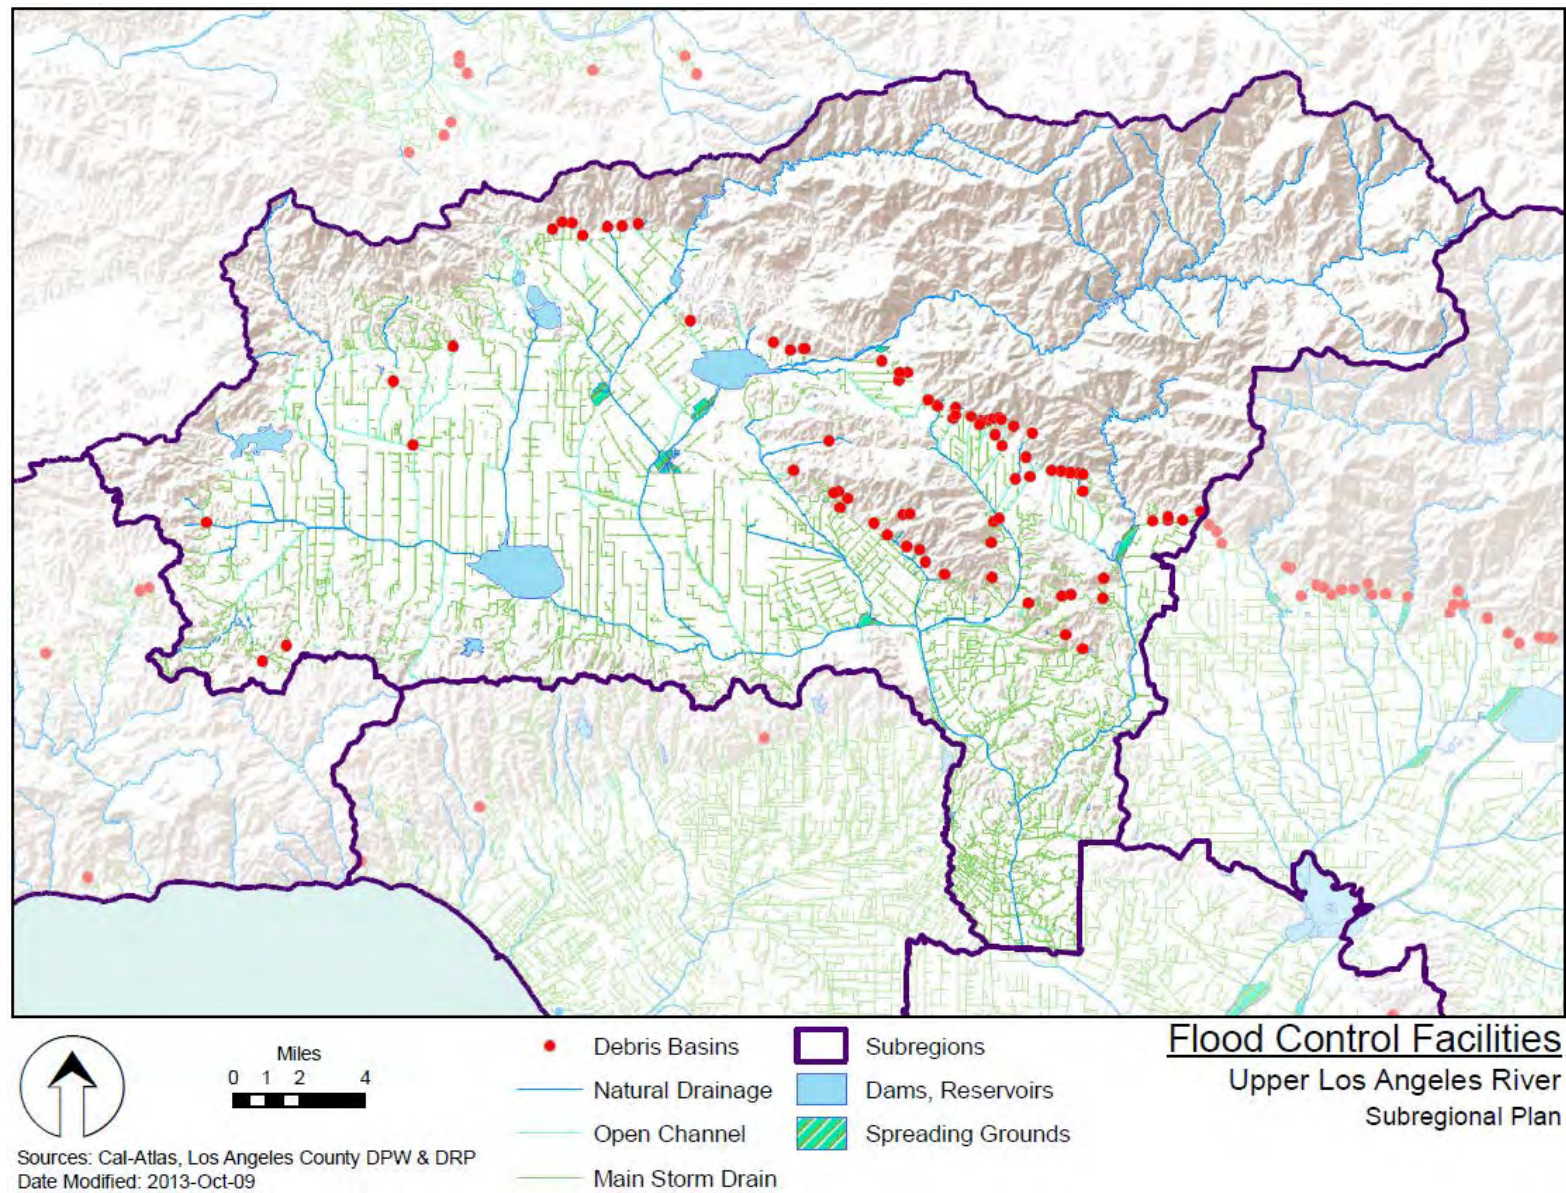 Miles
0 1 2 4
Sources: Cal-Atlas, Los Angeles County DPW & DRP
Date Modified: 2013-Oct-09
Debris Basins
Natural Drainage
Open Channel
Main Storm Drain
Subregions
Dams, Reservoirs
Spreading Grounds
Flood Control Facilities
Upper Los Angeles River
Subregional Plan